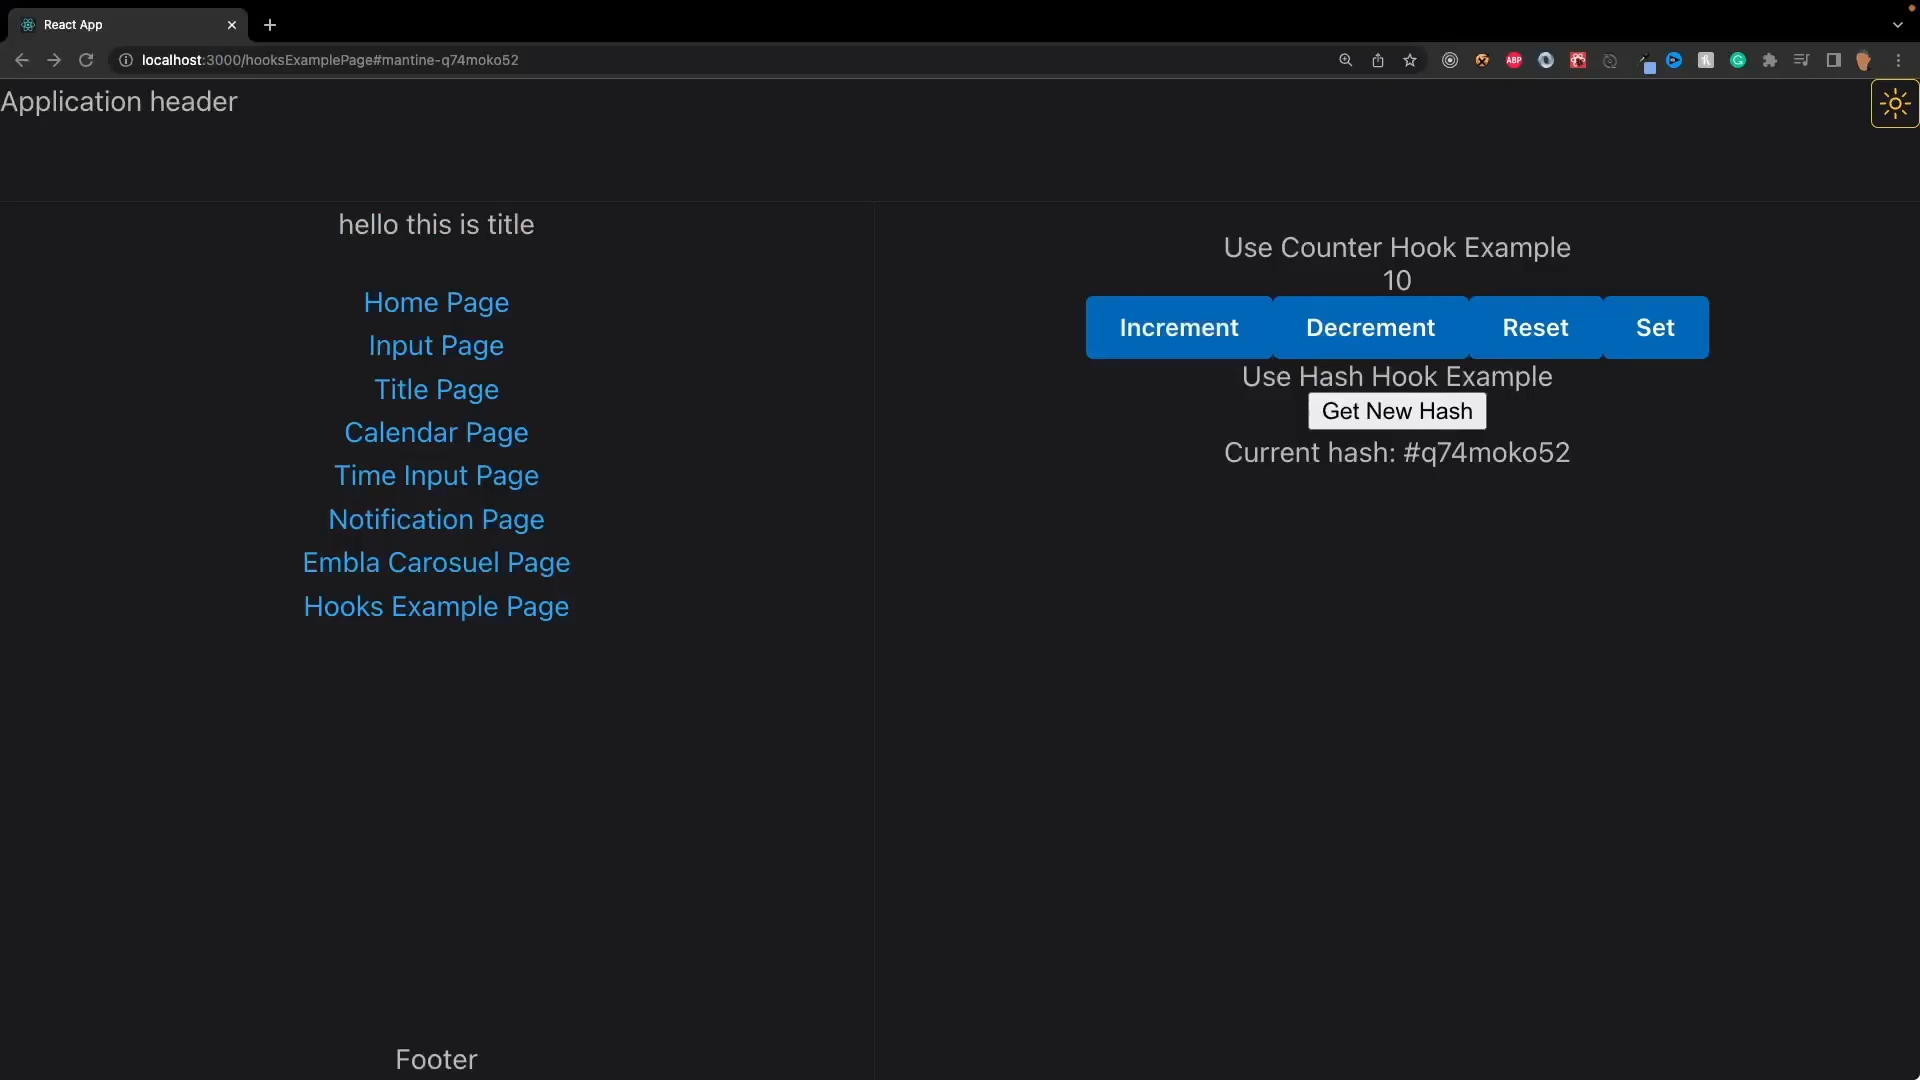 React App
localhost:3000/hooksExamplePage#mantine-q74moko52
ABP
Application header
hello this is title
Home Page
Input Page
Title Page
Calendar Page
Time Input Page
Notification Page
Embla Carosuel Page
Hooks Example Page
Footer
Use Counter Hook Example
10
Increment Decrement Reset Set
Use Hash Hook Example
Get New Hash
Current hash: #q74moko52